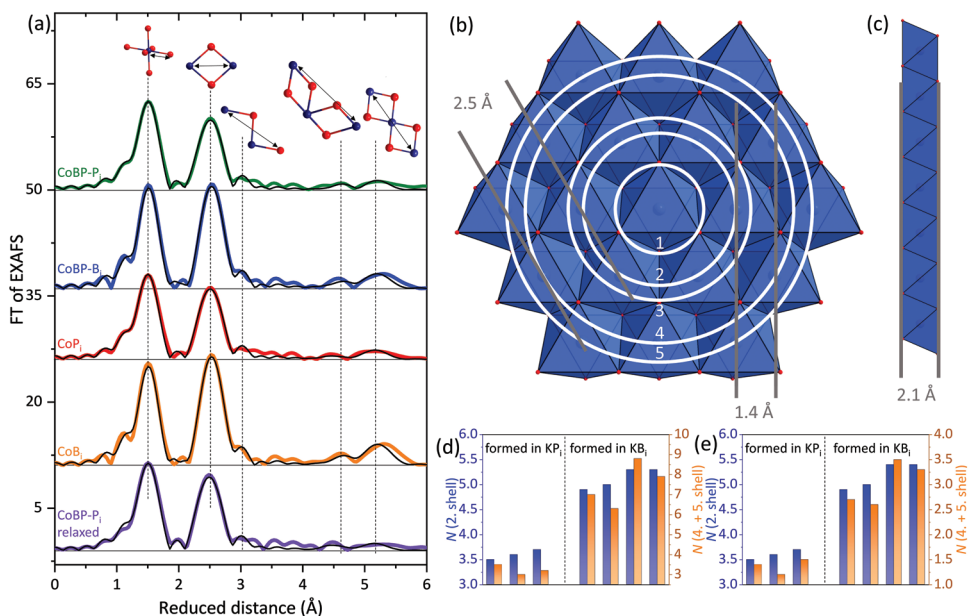 (a)
65
CoBP-Pi
50
CoBP-Bi
35
CoPi
20
CoBi
5
CoBP-Pi
relaxed
FT of EXAFS
0 1 2 3 4 5 6
Reduced distance (Å)
(b)
2.5 Å
1
2
3
4
5
1.4 Å
(c)
2.1 Å
(d)
formed in KPi formed in KBi
6.0
5.5
5.0
4.5
4.0
3.5
3.0
N (2. shell)
10
9
8
7
6
5
4
3
N (4. + 5. shell)
(e)
formed in KPi formed in KBi
6.0
5.5
5.0
4.5
4.0
3.5
3.0
N (2. shell)
4.0
3.5
3.0
2.5
2.0
1.5
1.0
N (4. + 5. shell)